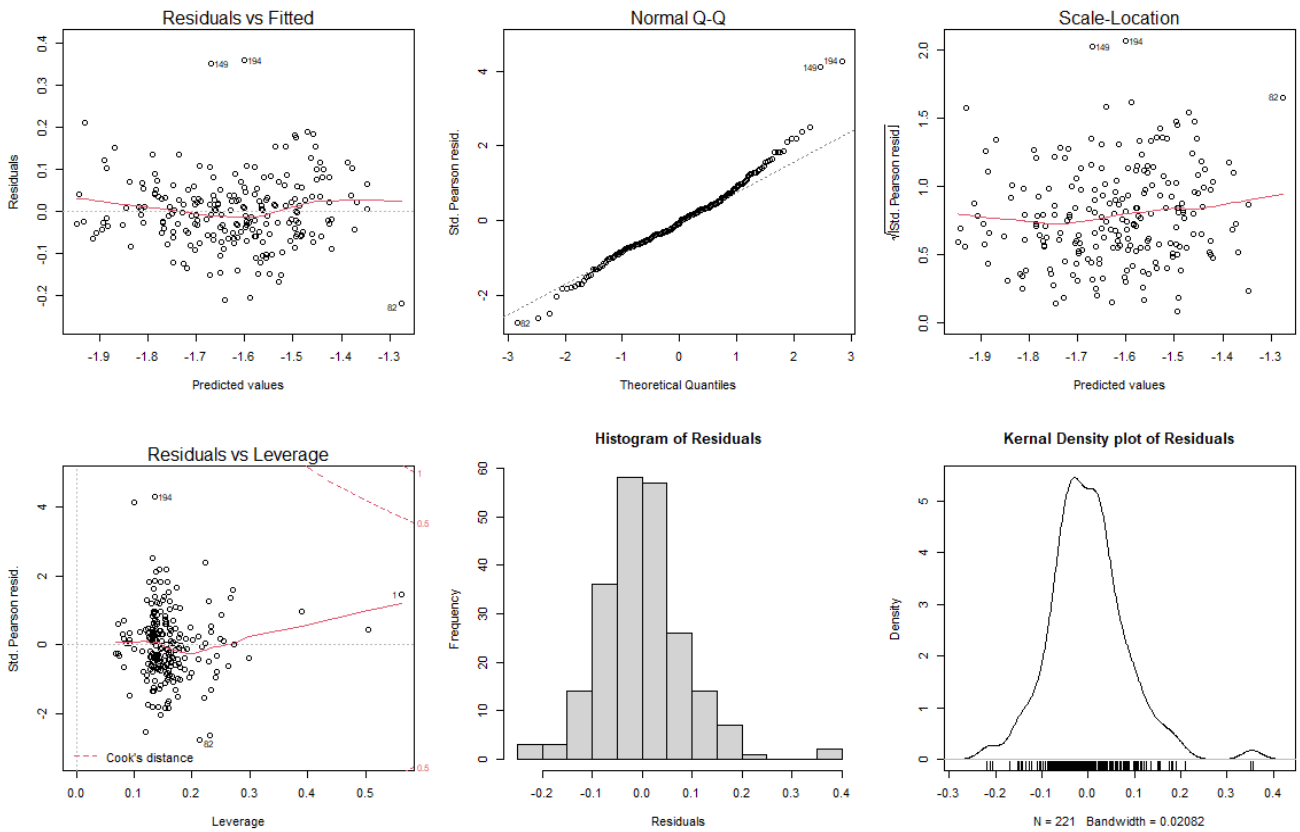 Residuals vs Fitted
Residuals
0.4
0.3
0.2
0.1
0.0
-0.1
-0.2
149
194
82
-1.9 -1.8 -1.7 -1.6 -1.5 -1.4 -1.3
Predicted values
Normal Q-Q
Std. Pearson resid.
4
2
0
-2
194
149
82
-3 -2 -1 0 1 2 3
Theoretical Quantiles
Scale-Location
√|Std. Pearson resid|
2.0
1.5
1.0
0.5
0.0
149
194
82
-1.9 -1.8 -1.7 -1.6 -1.5 -1.4 -1.3
Predicted values
Residuals vs Leverage
Std. Pearson resid.
4
2
0
-2
194
1
0.5
1
82
Cook's distance
0.5
0.0 0.1 0.2 0.3 0.4 0.5
Leverage
Histogram of Residuals
Frequency
60
50
40
30
20
10
0
-0.2 -0.1 0.0 0.1 0.2 0.3 0.4
Residuals
Kernal Density plot of Residuals
Density
5
4
3
2
1
0
-0.3 -0.2 -0.1 0.0 0.1 0.2 0.3 0.4
N = 221 Bandwidth = 0.02082